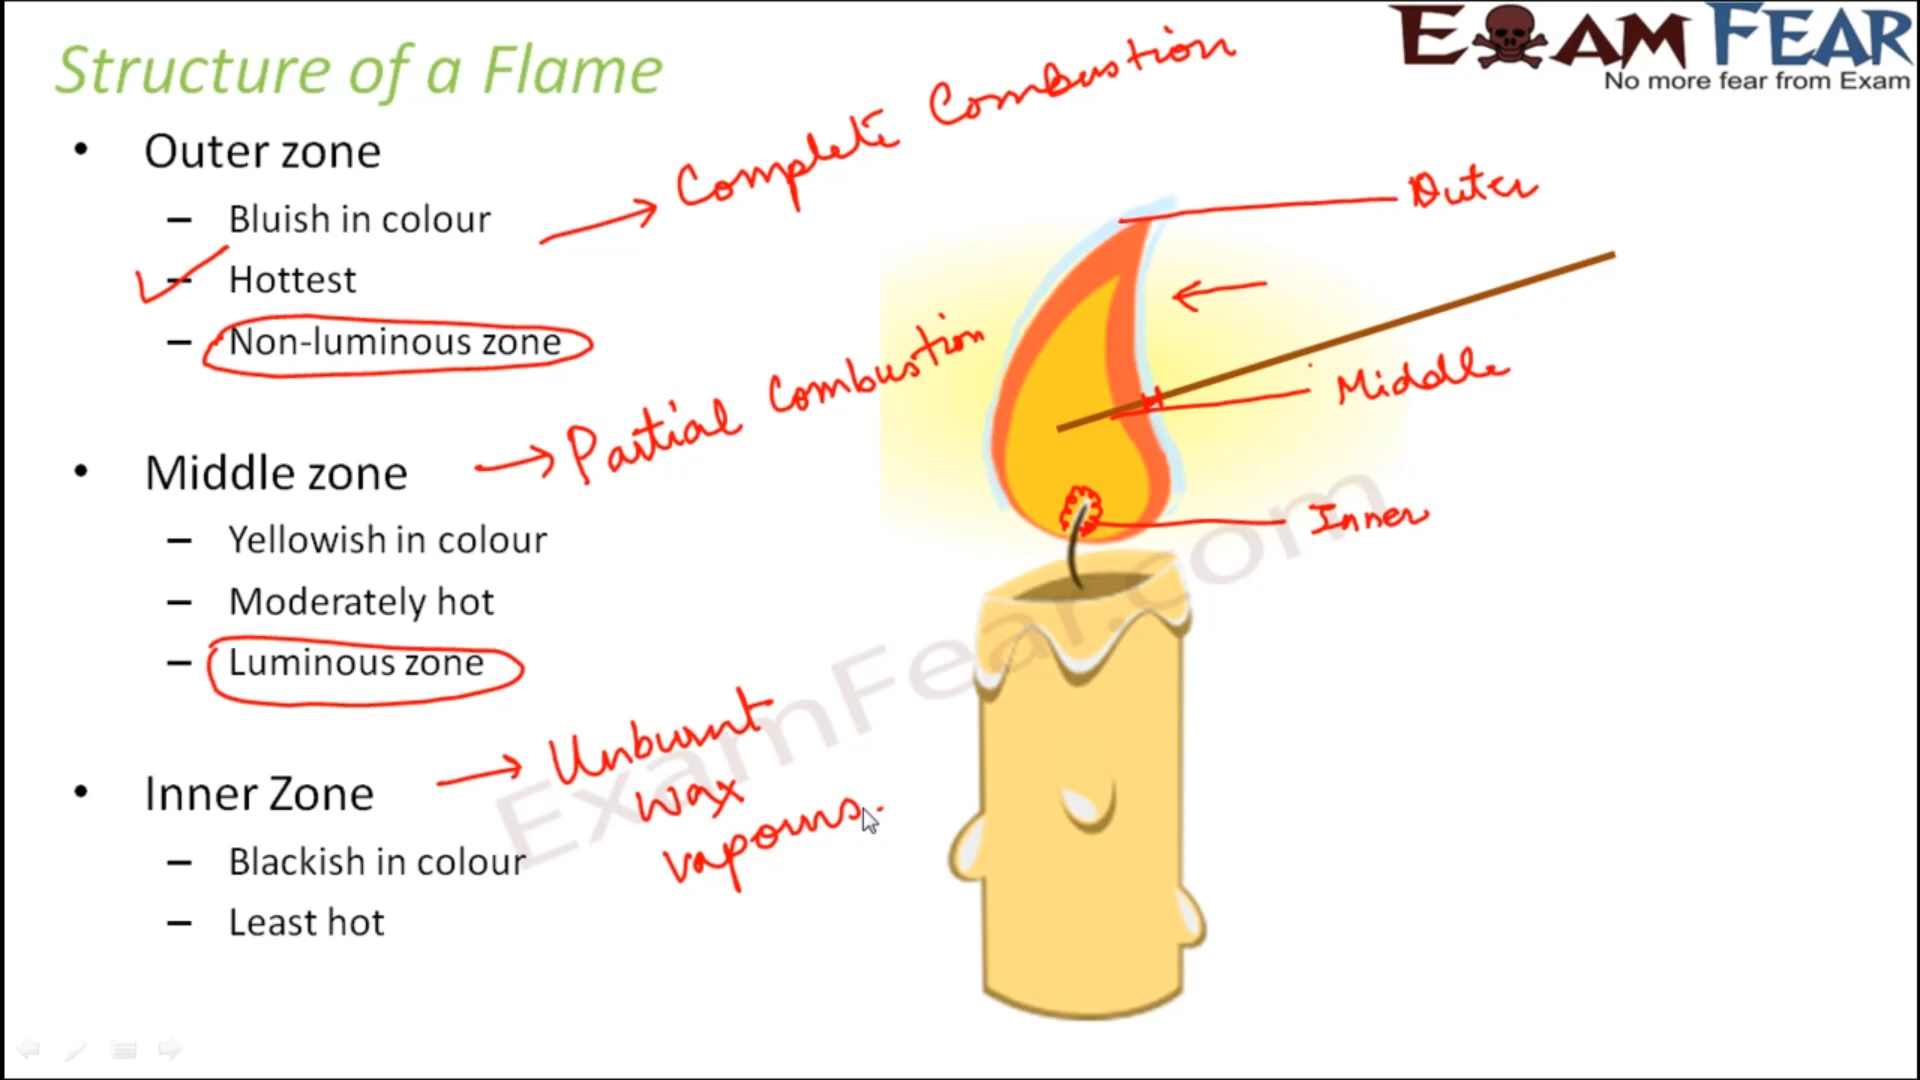 Structure of a Flame
EXAMFEAR
No more fear from Exam
• Outer zone
– Bluish in colour
– Hottest
– Non-luminous zone
Complete Combustion
Outer
• Middle zone
– Yellowish in colour
– Moderately hot
– Luminous zone
Partial Combustion
Middle
Inner
• Inner Zone
– Blackish in colour
– Least hot
Unburnt
wax
vapours.
ExamFear.com